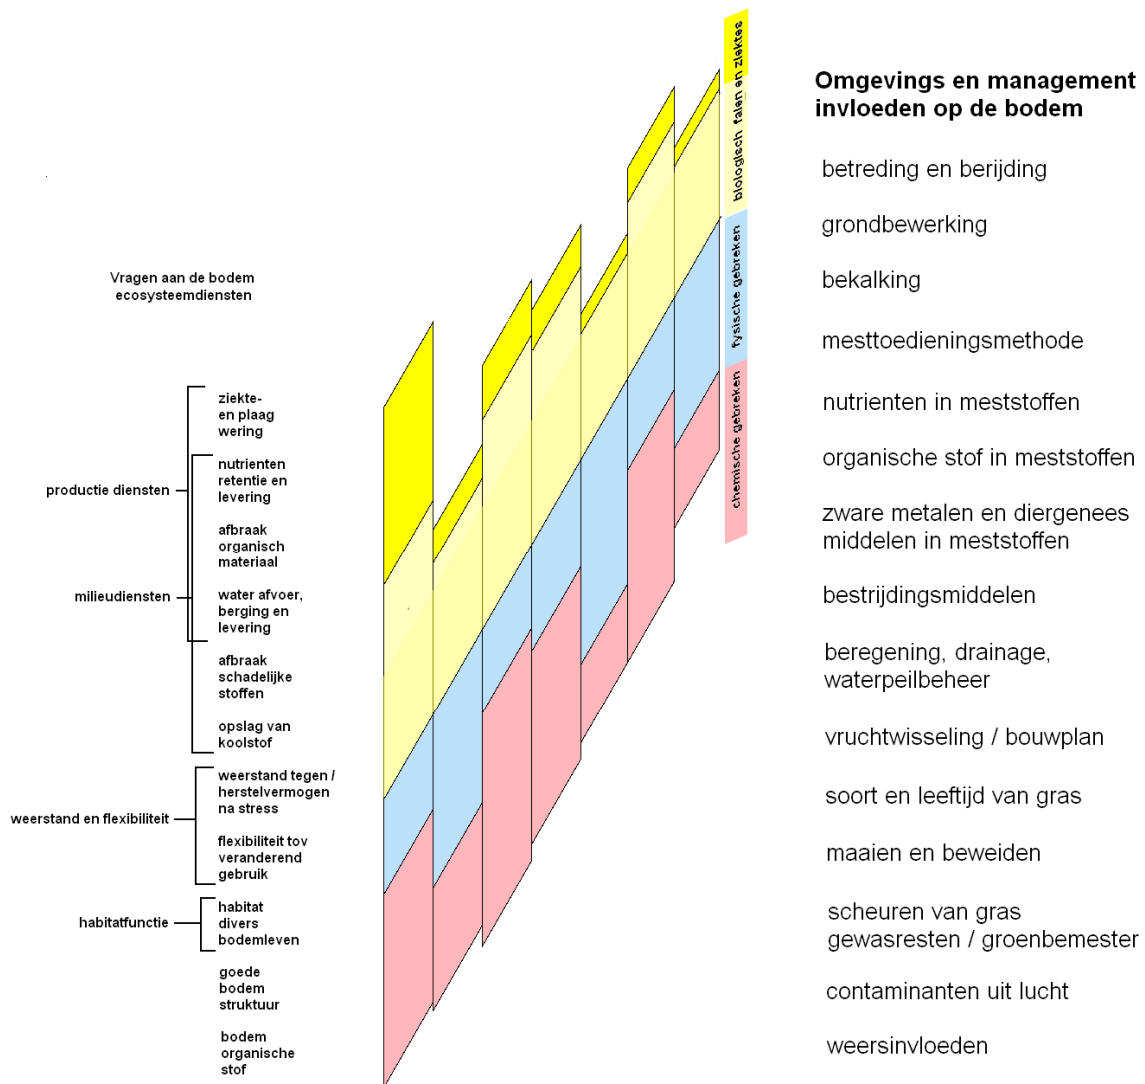 Vragen aan de bodem
ecosysteemdiensten
productie diensten
milieudiensten
weerstand en flexibiliteit
habitatfunctie
ziekte-
en plaag
wering
nutrienten
retentie en
levering
afbraak
organisch
materiaal
water afvoer,
berging en
levering
afbraak
schadelijke
stoffen
opslag van
koolstof
weerstand tegen /
herstelvermogen
na stress
flexibiliteit tov
veranderend
gebruik
habitat
divers
bodemleven
goede
bodem
struktuur
bodem
organische
stof
biologisch falen en ziektes
fysische gebreken
chemische gebreken
Omgevings en management
invloeden op de bodem
betreding en berijding
grondbewerking
bekalking
mesttoedieningsmethode
nutrienten in meststoffen
organische stof in meststoffen
zware metalen en diergenees
middelen in meststoffen
bestrijdingsmiddelen
beregening, drainage,
waterpeilbeheer
vruchtwisseling / bouwplan
soort en leeftijd van gras
maaien en beweiden
scheuren van gras
gewasresten / groenbemester
contaminanten uit lucht
weersinvloeden